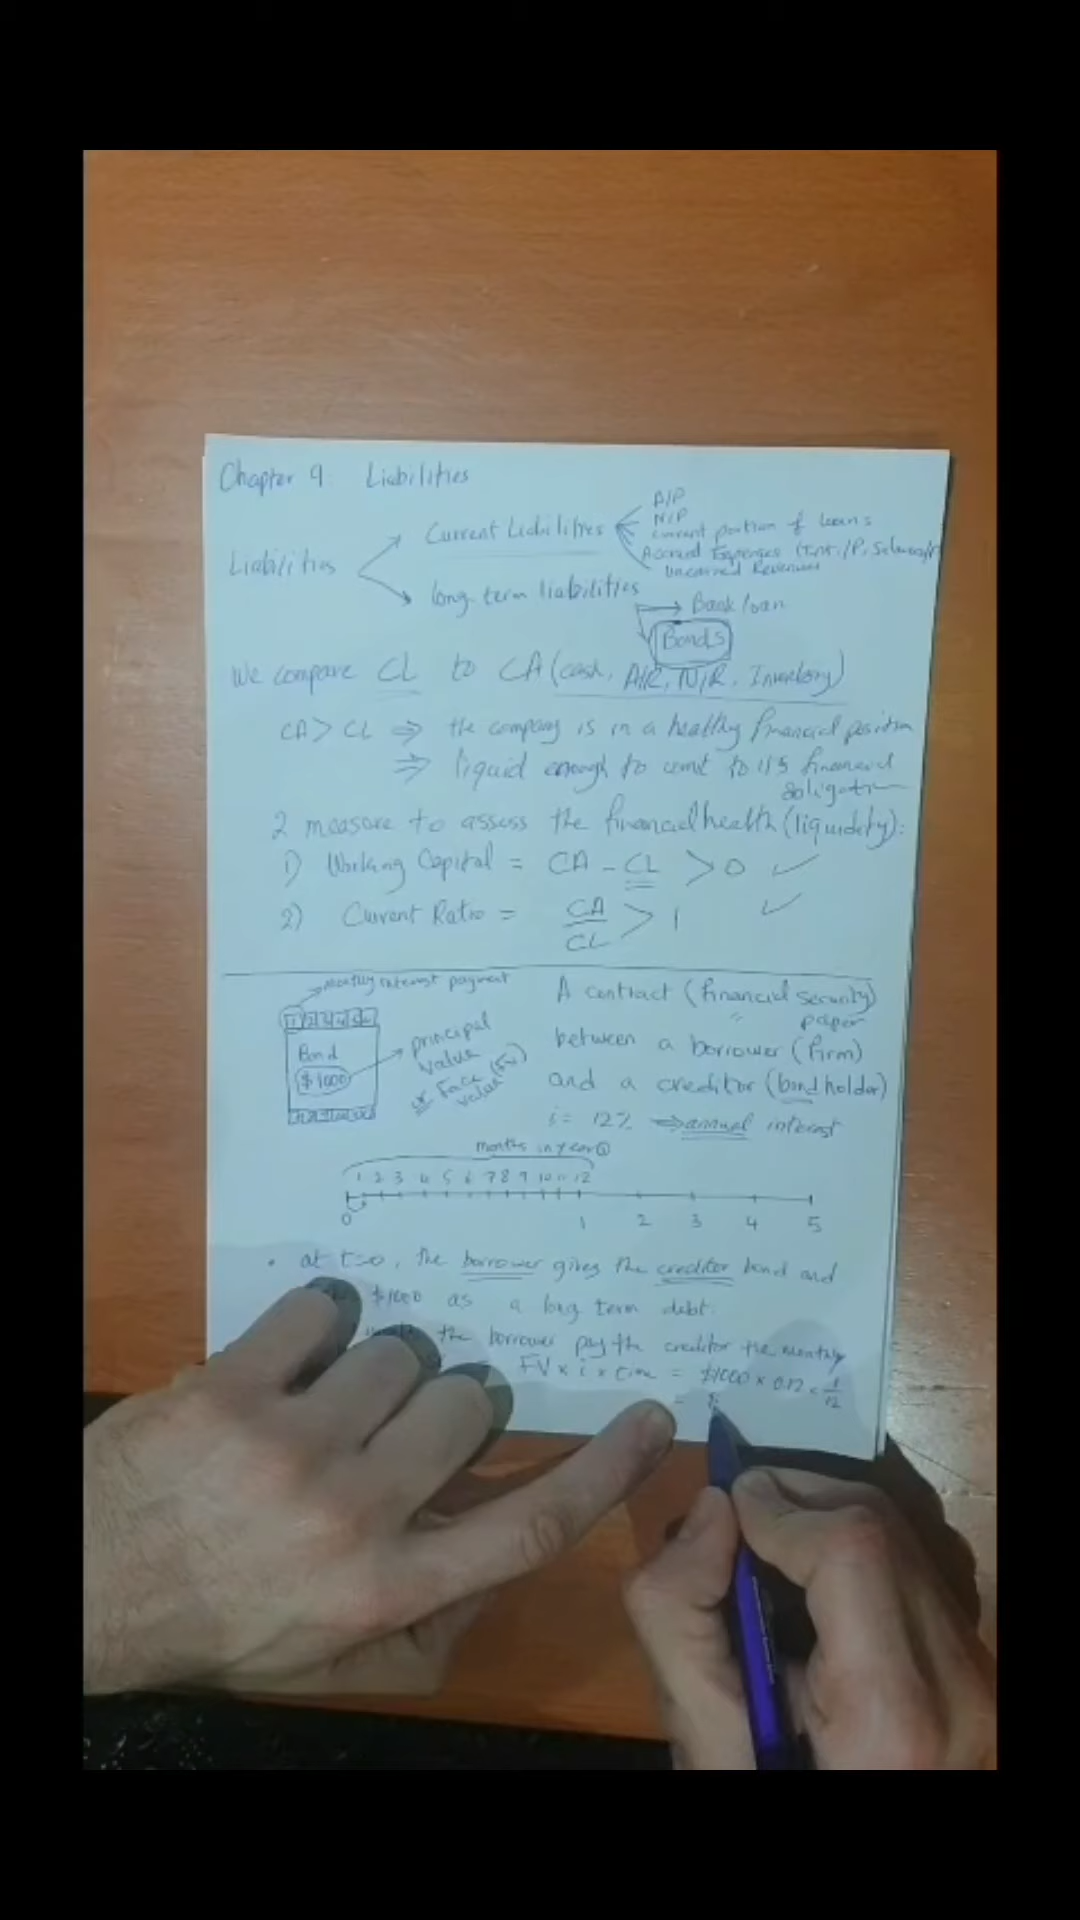 Chapter 9 Liabilities
A/P
N/P
Current Liabilities
current portion of loans
Accrued Expenses (Int./P, Salaries/P
Unearned Revenues
Liabilities
long-term liabilities
Bank loan
Bonds
We compare CL to CA (cash, A/R, N/R, Inventory)
CA > CL ⇒ the company is in a healthy financial position
⇒ liquid enough to to its financial
obligation
2 measure to assess the financial health (liquidity):
1) Working Capital = CA - CL > 0 ✓
2) Current Ratio = CA/CL > 1 ✓
monthly interest payment
A contract (financial security)
paper
Bond
$1000
principal
value
or Face value (FV)
between a borrower (firm)
and a creditor (bondholder)
i = 12% ⇒ annual interest
months in year ①
1 2 3 4 5 6 7 8 9 10 11 12
0 1 2 3 4 5
• at t=0, the borrower gives the creditor bond and
$1000 as a long term debt.
the borrower pay the creditor the monthly
FV × i × time = $1000 × 0.12 × 1/12
=